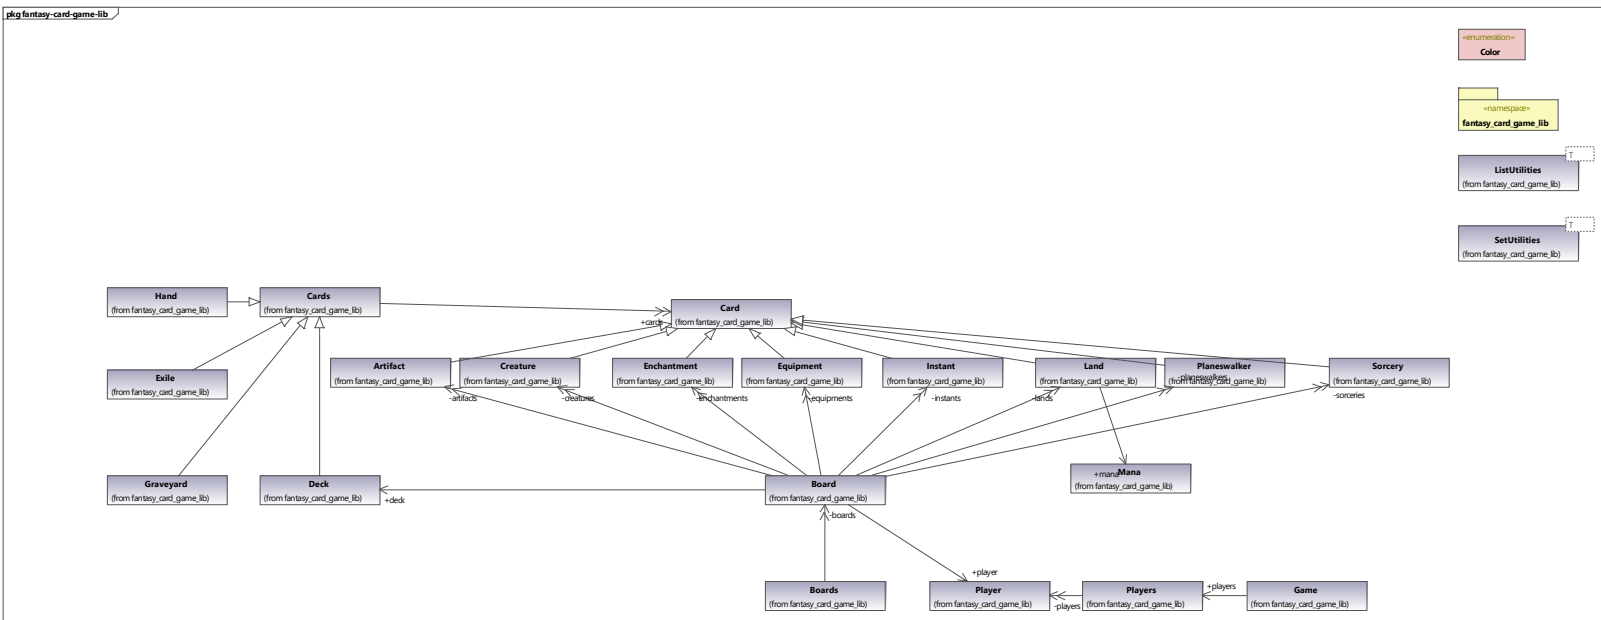 pkg fantasy-card-game-lib
«enumeration»
Color
«namespace»
fantasy_card_game_lib
T
ListUtilities
(from fantasy_card_game_lib)
T
SetUtilities
(from fantasy_card_game_lib)
Hand
(from fantasy_card_game_lib)
Cards
(from fantasy_card_game_lib)
Card
(from fantasy_card_game_lib)
+cards
Exile
(from fantasy_card_game_lib)
Artifact
(from fantasy_card_game_lib)
-artifacts
Creature
(from fantasy_card_game_lib)
-creatures
Enchantment
(from fantasy_card_game_lib)
-enchantments
Equipment
(from fantasy_card_game_lib)
-equipments
Instant
(from fantasy_card_game_lib)
-instants
Land
(from fantasy_card_game_lib)
-lands
Planeswalker
-planeswalkers
(from fantasy_card_game_lib)
Sorcery
(from fantasy_card_game_lib)
-sorceries
Graveyard
(from fantasy_card_game_lib)
Deck
(from fantasy_card_game_lib)
+deck
Board
(from fantasy_card_game_lib)
-boards
+mana
Mana
(from fantasy_card_game_lib)
+player
Boards
(from fantasy_card_game_lib)
Player
(from fantasy_card_game_lib)
-players
Players
(from fantasy_card_game_lib)
+players
Game
(from fantasy_card_game_lib)